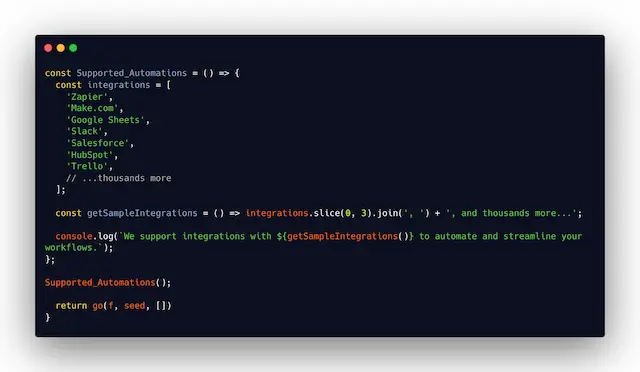 const Supported_Automations = () => {
  const integrations = [
    'Zapier',
    'Make.com',
    'Google Sheets',
    'Slack',
    'Salesforce',
    'HubSpot',
    'Trello',
    // ...thousands more
  ];
  const getSampleIntegrations = () => integrations.slice(0, 3).join(', ') + ', and thousands more...';
  console.log(`We support integrations with ${getSampleIntegrations()} to automate and streamline your
workflows.`);
};
Supported_Automations();
  return go(f, seed, [])
}